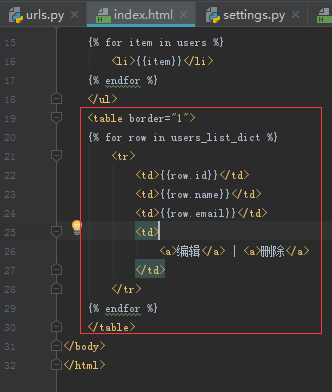 urls.py × index.html × settings.py ×
15 {% for item in users %}
16 <li>{{item}}</li>
17 {% endfor %}
18 </ul>
19 <table border="1">
20 {% for row in users_list_dict %}
21 <tr>
22 <td>{{row.id}}</td>
23 <td>{{row.name}}</td>
24 <td>{{row.email}}</td>
25 <td>
26 <a>编辑</a> | <a>删除</a>
27 </td>
28 </tr>
29 {% endfor %}
30 </table>
31 </body>
32 </html>